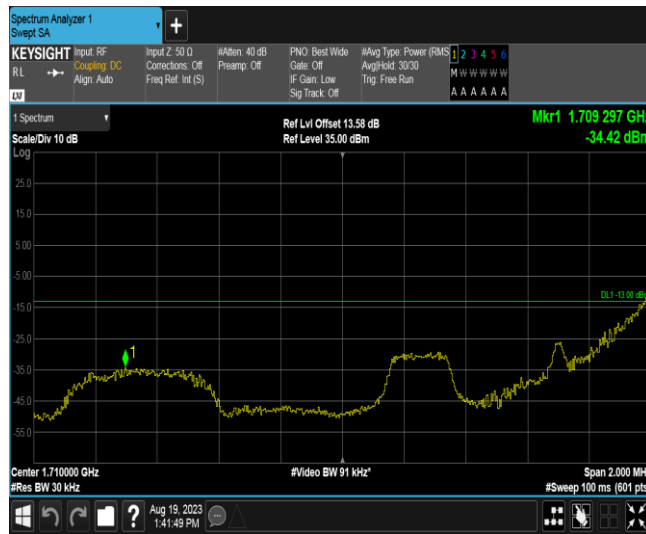 Spectrum Analyzer 1
Swept SA
+
KEYSIGHT
RL
LXI
Input: RF
Coupling: DC
Align: Auto
Input Z: 50 Ω
Corrections: Off
Freq Ref: Int (S)
#Atten: 40 dB
Preamp: Off
PNO: Best Wide
Gate: Off
IF Gain: Low
Sig Track: Off
#Avg Type: Power (RMS
Avg|Hold: 30/30
Trig: Free Run
1 2 3 4 5 6
M W W W W W
A A A A A A
1 Spectrum
Scale/Div 10 dB
Ref Lvl Offset 13.58 dB
Ref Level 35.00 dBm
Mkr1 1.709 297 GHz
-34.42 dBm
Log
25.0
15.0
5.00
-5.00
-15.0
-25.0
-35.0
-45.0
-55.0
DL1 -13.00 dBm
1
Center 1.710000 GHz
#Res BW 30 kHz
#Video BW 91 kHz*
Span 2.000 MH
#Sweep 100 ms (601 pts
?
Aug 19, 2023
1:41:49 PM